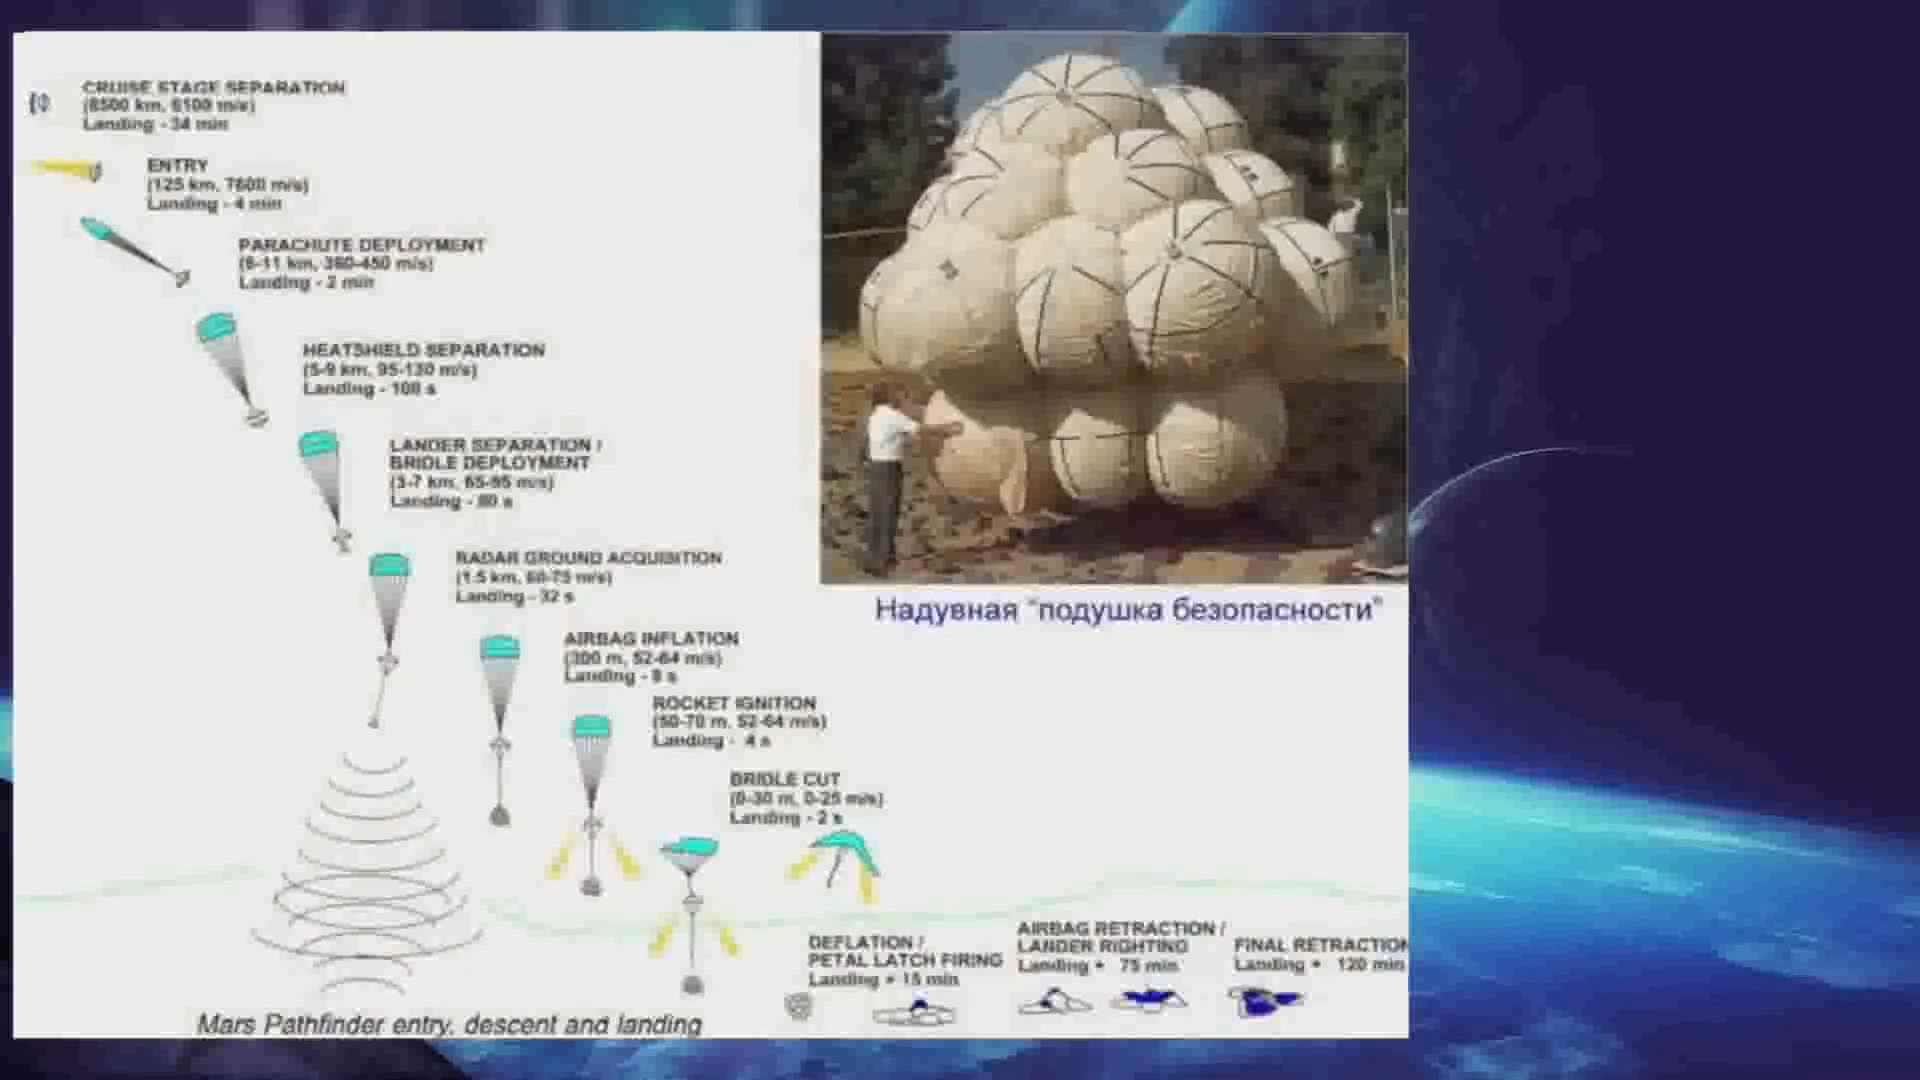 CRUISE STAGE SEPARATION
(8500 km, 6100 m/s)
Landing - 34 min
ENTRY
(125 km, 7600 m/s)
Landing - 4 min
PARACHUTE DEPLOYMENT
(6-11 km, 360-450 m/s)
Landing - 2 min
HEATSHIELD SEPARATION
(5-9 km, 95-130 m/s)
Landing - 100 s
LANDER SEPARATION /
BRIDLE DEPLOYMENT
(3-7 km, 65-95 m/s)
Landing - 80 s
RADAR GROUND ACQUISITION
(1.5 km, 60-75 m/s)
Landing - 32 s
AIRBAG INFLATION
(300 m, 52-64 m/s)
Landing - 8 s
ROCKET IGNITION
(50-70 m, 52-64 m/s)
Landing - 4 s
BRIDLE CUT
(0-30 m, 0-25 m/s)
Landing - 2 s
DEFLATION /
PETAL LATCH FIRING
Landing + 15 min
AIRBAG RETRACTION /
LANDER RIGHTING
Landing + 75 min
FINAL RETRACTION
Landing + 120 min
Mars Pathfinder entry, descent and landing
Надувная "подушка безопасности"